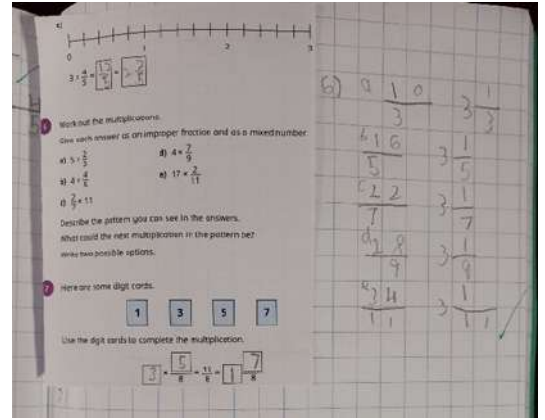 c)
0 1 2 3
3 × 4/5 = 12/5 = 2 2/5
6 Work out the multiplications.
Give each answer as an improper fraction and as a mixed number.
a) 5 × 2/3 d) 4 × 7/9
b) 4 × 4/5 e) 17 × 2/11
c) 2/7 × 11
Describe the pattern you can see in the answers.
What could the next multiplication in the pattern be?
Write two possible options.
7 Here are some digit cards.
1 3 5 7
Use the digit cards to complete the multiplication.
3 × 5/8 = 15/8 = 1 7/8
6) a 10/3 3 1/3
b 16/5 3 1/5
c 22/7 3 1/7
d 28/9 3 1/9
e 34/11 3 1/11